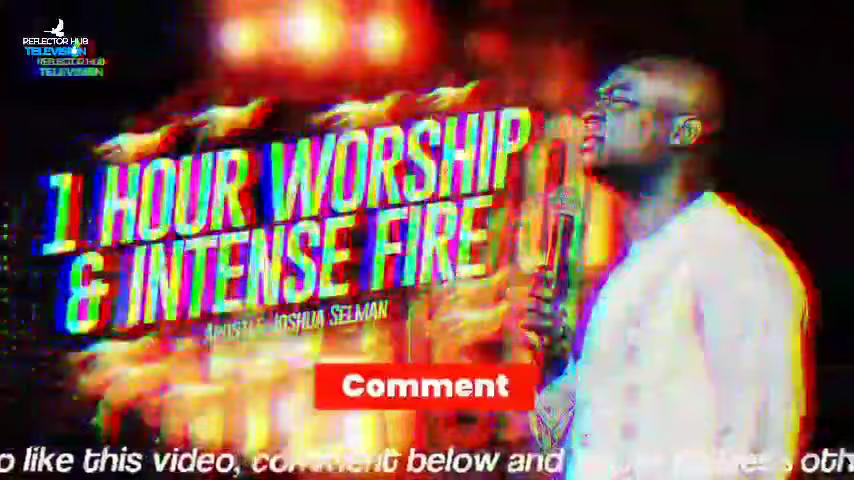 REFLECTOR HUB
TELEVISION
REFLECTOR HUB
TELEVISION
1 HOUR WORSHIP
& INTENSE FIRE
APOSTLE JOSHUA SELMAN
Comment
o like this video, comment below and